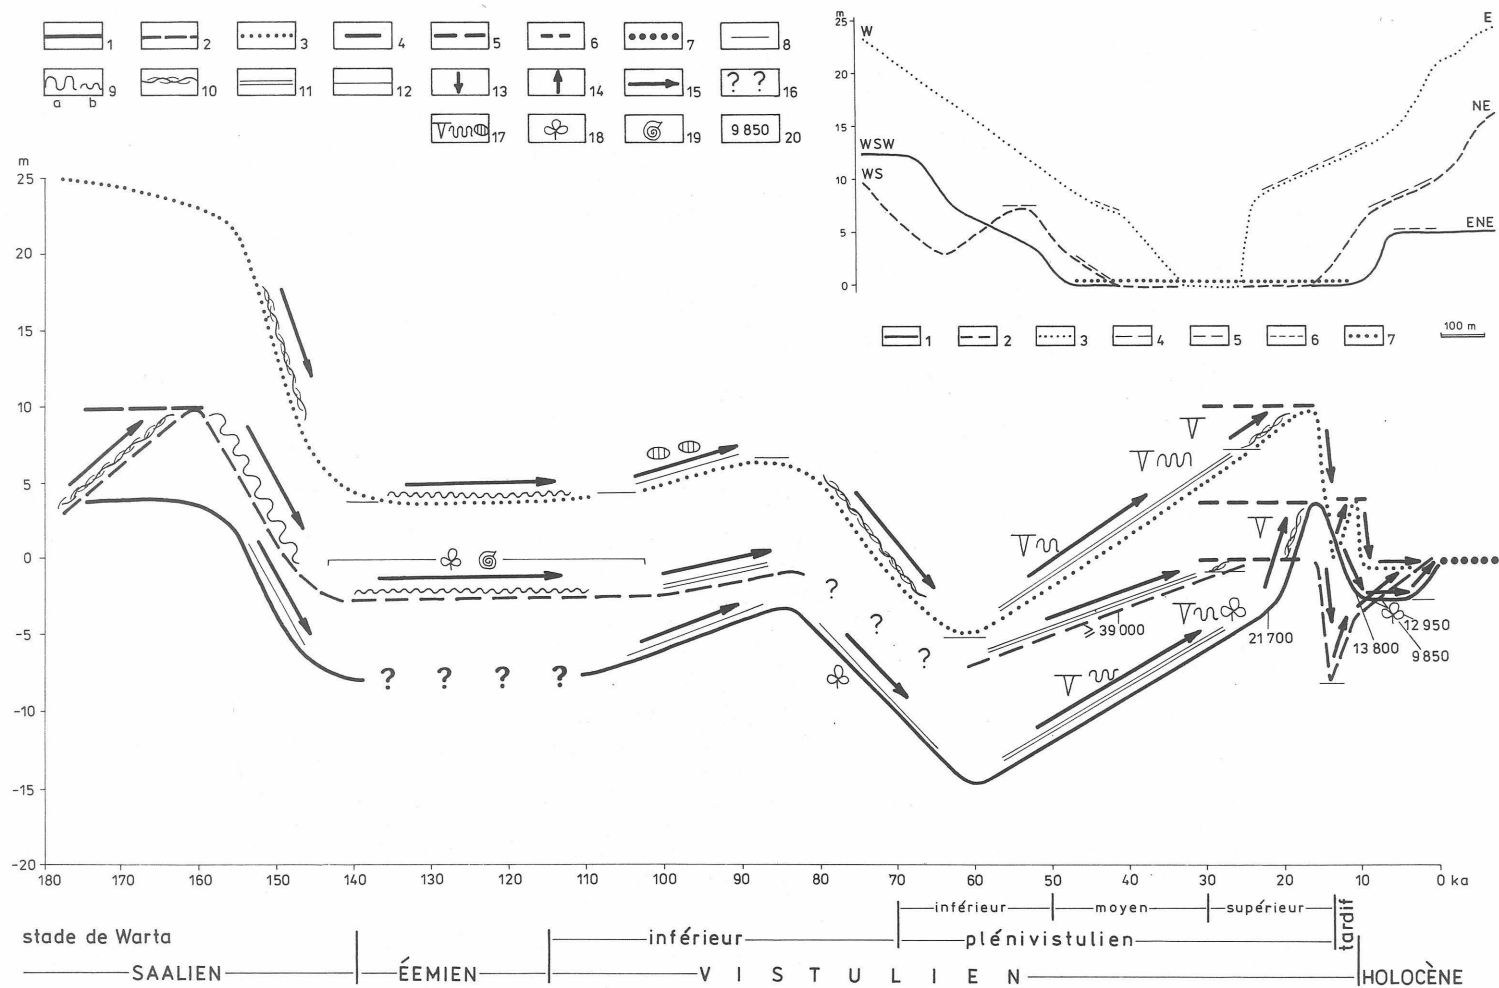 1 2 3 4 5 6 7 8
a b 9 10 11 12 13 14 15 ? ? 16
17 18 19 9 850 20
m
25
20
15
10
5
0
-5
-10
-15
-20
? ? ? ?
?
?
?
⩾ 39 000
21 700
13 800
12 950
9 850
180 170 160 150 140 130 120 110 100 90 80 70 60 50 40 30 20 10 0 ka
inférieur moyen supérieur
stade de Warta inférieur plénivistulien tardif
SAALIEN ÉEMIEN VISTULIEN HOLOCÈNE
m
25
20
15
10
5
0
W
WSW
WS
E
NE
ENE
1 2 3 4 5 6 7 100 m